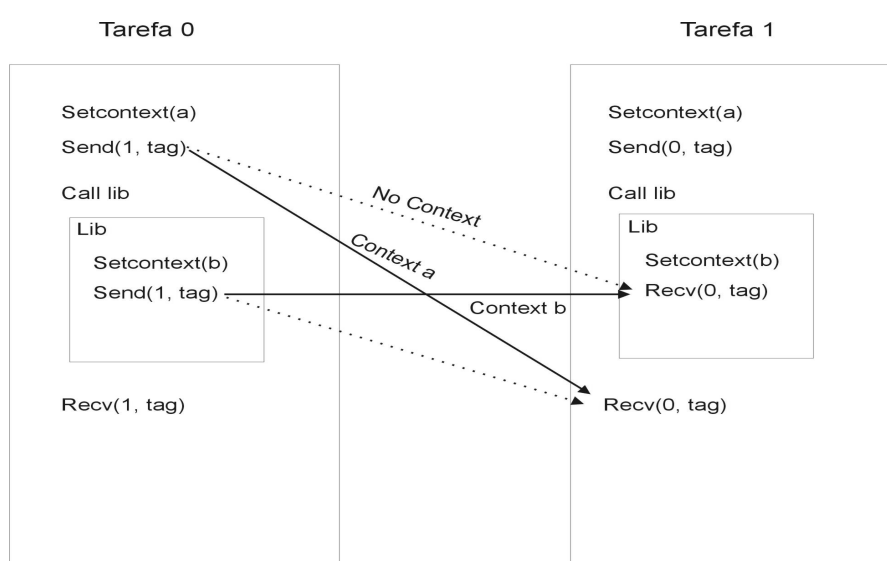 Tarefa 0
Tarefa 1
Setcontext(a)
Send(1, tag)
Call lib
Lib
Setcontext(b)
Send(1, tag)
Recv(1, tag)
No Context
Context a
Context b
Setcontext(a)
Send(0, tag)
Call lib
Lib
Setcontext(b)
Recv(0, tag)
Recv(0, tag)